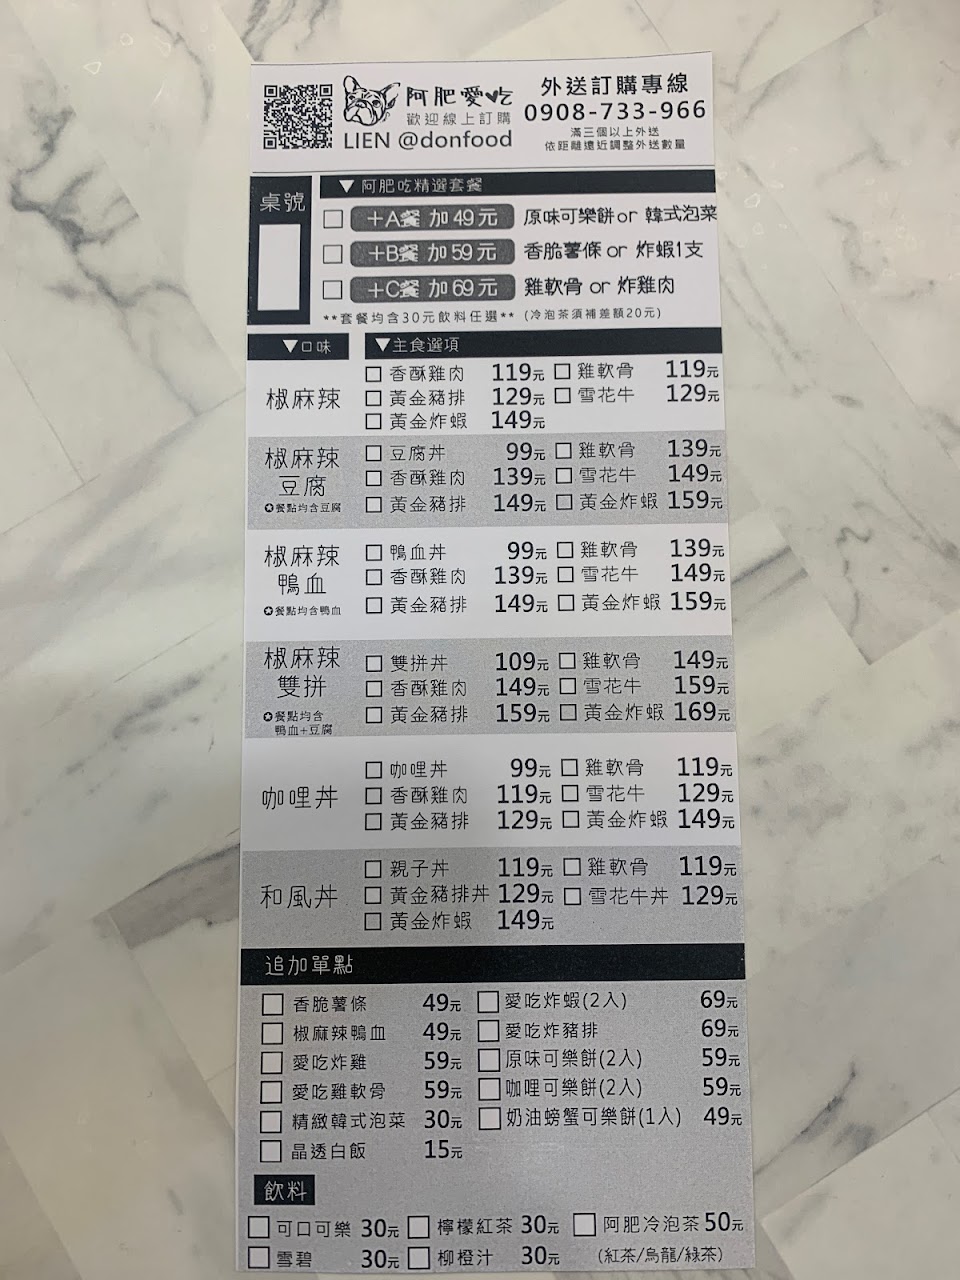 阿肥愛吃
歡迎線上訂購
LIEN @donfood
外送訂購專線
0908-733-966
滿三個以上外送
依距離遠近調整外送數量
桌號
▼ 阿肥吃精選套餐
+A餐 加49元 原味可樂餅or 韓式泡菜
+B餐 加59元 香脆薯條 or 炸蝦1支
+C餐 加69元 雞軟骨 or 炸雞肉
**套餐均含30元飲料任選** (冷泡茶須補差額20元)
▼口味 ▼主食選項
椒麻辣
香酥雞肉 119元 雞軟骨 119元
黃金豬排 129元 雪花牛 129元
黃金炸蝦 149元
椒麻辣
豆腐
✪餐點均含豆腐
豆腐丼 99元 雞軟骨 139元
香酥雞肉 139元 雪花牛 149元
黃金豬排 149元 黃金炸蝦 159元
椒麻辣
鴨血
✪餐點均含鴨血
鴨血丼 99元 雞軟骨 139元
香酥雞肉 139元 雪花牛 149元
黃金豬排 149元 黃金炸蝦 159元
椒麻辣
雙拼
✪餐點均含
鴨血+豆腐
雙拼丼 109元 雞軟骨 149元
香酥雞肉 149元 雪花牛 159元
黃金豬排 159元 黃金炸蝦 169元
咖哩丼
咖哩丼 99元 雞軟骨 119元
香酥雞肉 119元 雪花牛 129元
黃金豬排 129元 黃金炸蝦 149元
和風丼
親子丼 119元 雞軟骨 119元
黃金豬排丼 129元 雪花牛丼 129元
黃金炸蝦 149元
追加單點
香脆薯條 49元 愛吃炸蝦(2入) 69元
椒麻辣鴨血 49元 愛吃炸豬排 69元
愛吃炸雞 59元 原味可樂餅(2入) 59元
愛吃雞軟骨 59元 咖哩可樂餅(2入) 59元
精緻韓式泡菜 30元 奶油螃蟹可樂餅(1入) 49元
晶透白飯 15元
飲料
可口可樂 30元 檸檬紅茶 30元 阿肥冷泡茶 50元
雪碧 30元 柳橙汁 30元 (紅茶/烏龍/綠茶)